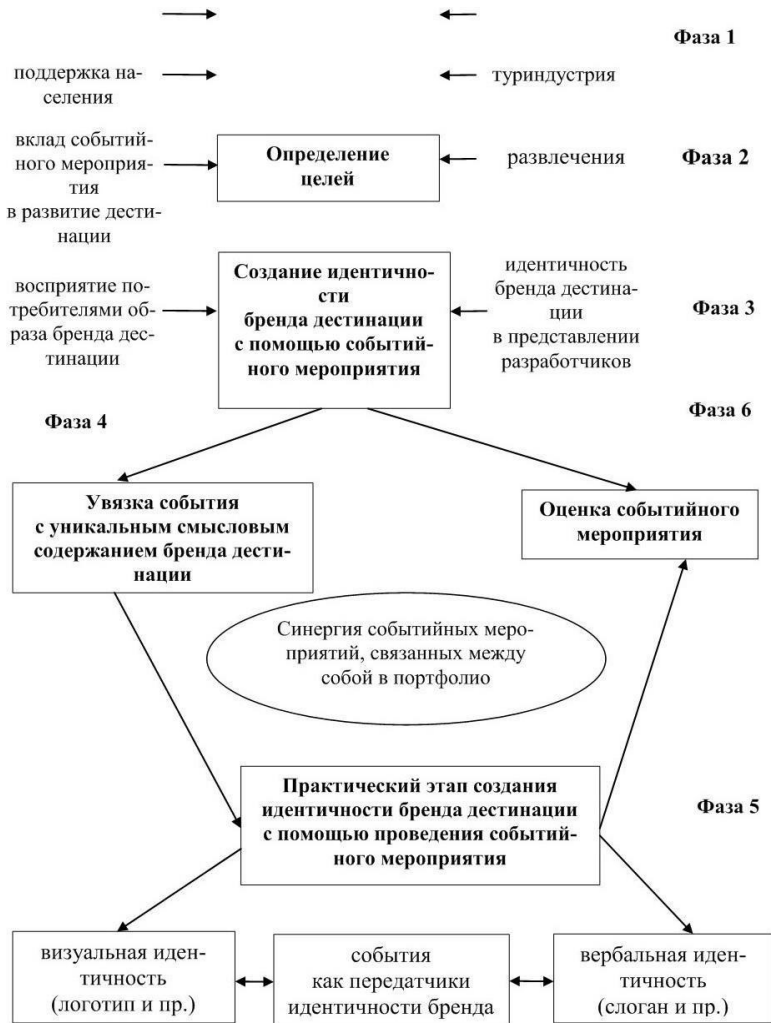 Фаза 1
поддержка на-
селения
туриндустрия
вклад событий-
ного мероприя-
тия
в развитие дести-
нации
Определение
целей
развлечения
Фаза 2
восприятие по-
требителями об-
раза бренда дес-
тинации
Создание идентично-
сти
бренда дестинации
с помощью событий-
ного мероприятия
идентичность
бренда дестина-
ции
в представлении
разработчиков
Фаза 3
Фаза 4
Фаза 6
Увязка события
с уникальным смысловым
содержанием бренда дести-
нации
Оценка событийного
мероприятия
Синергия событийных меро-
приятий, связанных между
собой в портфолио
Практический этап создания
идентичности бренда дестинации
с помощью проведения событий-
ного мероприятия
Фаза 5
визуальная иден-
тичность
(логотип и пр.)
события
как передатчики
идентичности бренда
вербальная иден-
тичность
(слоган и пр.)